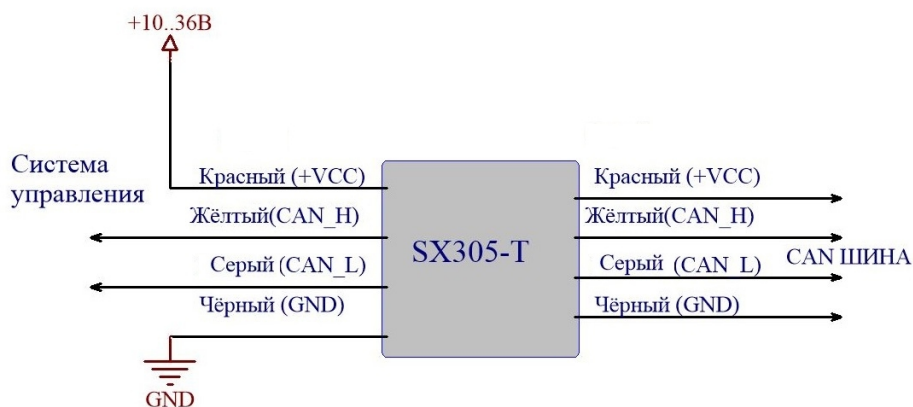 +10..36В
Система
управления
Красный (+VCC)
Жёлтый(CAN_H)
Серый (CAN_L)
Чёрный (GND)
GND
SX305-T
Красный (+VCC)
Жёлтый(CAN_H)
Серый (CAN_L)
Чёрный (GND)
CAN ШИНА